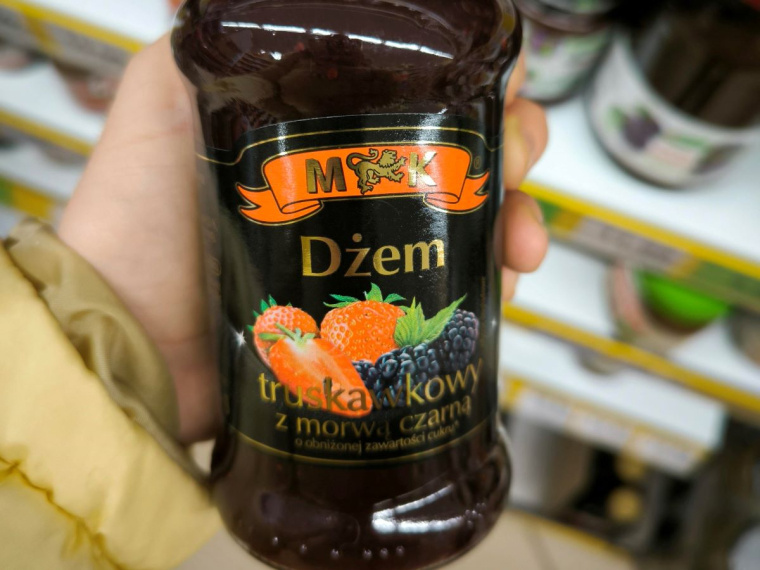 M K ®
Dżem
truskawkowy
z morwą czarną
o obniżonej zawartości cukru